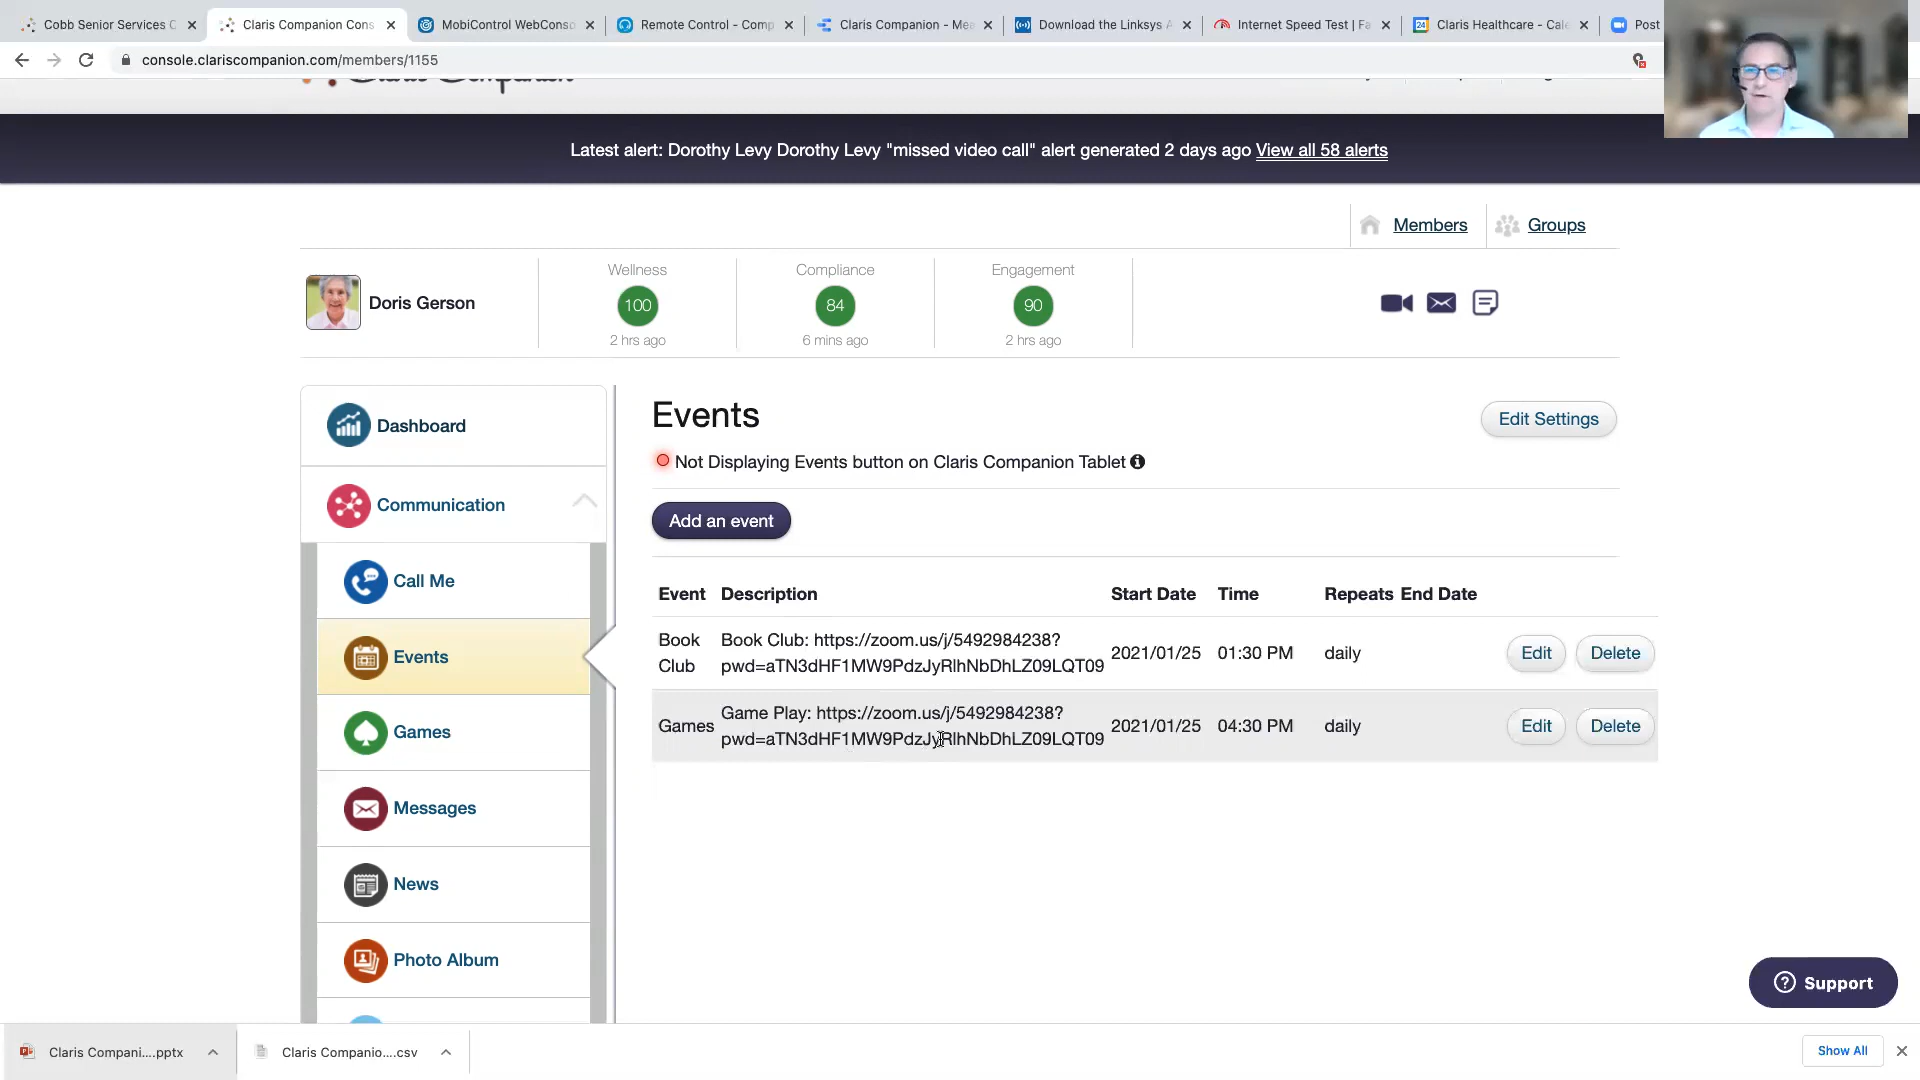 Cobb Senior Services C
Claris Companion Cons
MobiControl WebConso
Remote Control - Comp
Claris Companion - Mee
Download the Linksys A
Internet Speed Test | Fa
Claris Healthcare - Cale
Post
console.clariscompanion.com/members/1155
Latest alert: Dorothy Levy Dorothy Levy "missed video call" alert generated 2 days ago View all 58 alerts
Members
Groups
Doris Gerson
Wellness
100
2 hrs ago
Compliance
84
6 mins ago
Engagement
90
2 hrs ago
Dashboard
Communication
Call Me
Events
Games
Messages
News
Photo Album
Events
Edit Settings
Not Displaying Events button on Claris Companion Tablet
Add an event
Event Description Start Date Time Repeats End Date
Book Club
Book Club: https://zoom.us/j/5492984238?
pwd=aTN3dHF1MW9PdzJyRlhNbDhLZ09LQT09
2021/01/25 01:30 PM daily Edit Delete
Games
Game Play: https://zoom.us/j/5492984238?
pwd=aTN3dHF1MW9PdzJyRlhNbDhLZ09LQT09
2021/01/25 04:30 PM daily Edit Delete
Support
Claris Compani....pptx
Claris Companio....csv
Show All